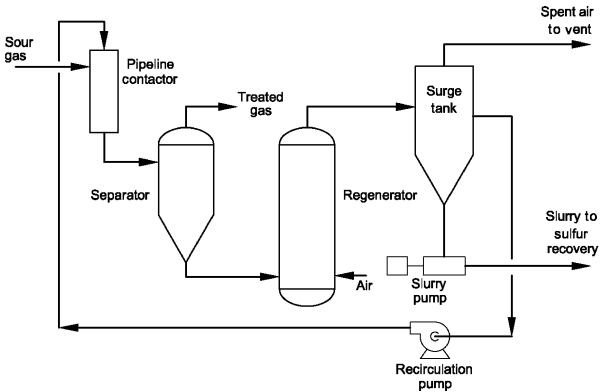 Spent air
to vent
Sour
gas
Pipeline
contactor
Surge
tank
Treated
gas
Separator
Regenerator
Slurry to
sulfur
recovery
Air
Slurry
pump
Recirculation
pump